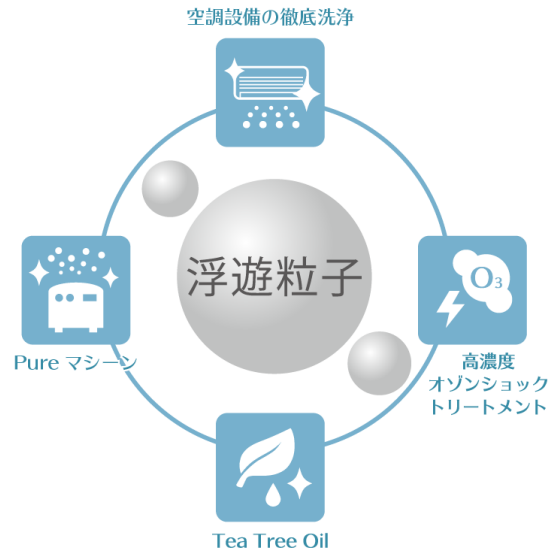 空調設備の徹底洗浄
浮遊粒子
O₃
Pure マシーン
高濃度
オゾンショック
トリートメント
Tea Tree Oil